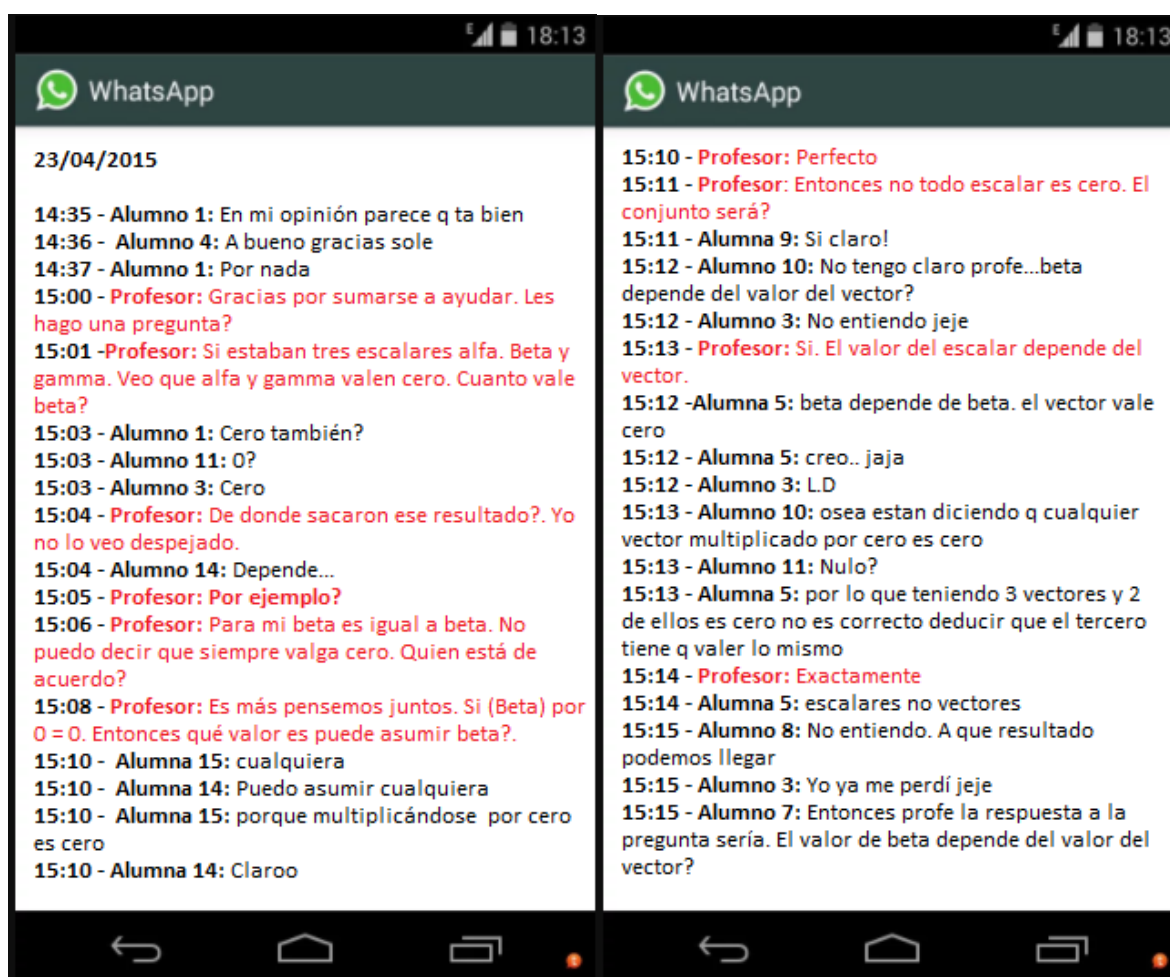 18:13
WhatsApp
23/04/2015
14:35 - Alumno 1: En mi opinión parece q ta bien
14:36 - Alumno 4: A bueno gracias sole
14:37 - Alumno 1: Por nada
15:00 - Profesor: Gracias por sumarse a ayudar. Les
hago una pregunta?
15:01 -Profesor: Si estaban tres escalares alfa. Beta y
gamma. Veo que alfa y gamma valen cero. Cuanto vale
beta?
15:03 - Alumno 1: Cero también?
15:03 - Alumno 11: 0?
15:03 - Alumno 3: Cero
15:04 - Profesor: De donde sacaron ese resultado?. Yo
no lo veo despejado.
15:04 - Alumno 14: Depende...
15:05 - Profesor: Por ejemplo?
15:06 - Profesor: Para mi beta es igual a beta. No
puedo decir que siempre valga cero. Quien está de
acuerdo?
15:08 - Profesor: Es más pensemos juntos. Si (Beta) por
0 = 0. Entonces qué valor es puede asumir beta?.
15:10 - Alumna 15: cualquiera
15:10 - Alumna 14: Puedo asumir cualquiera
15:10 - Alumna 15: porque multiplicándose por cero
es cero
15:10 - Alumna 14: Claroo
18:13
WhatsApp
15:10 - Profesor: Perfecto
15:11 - Profesor: Entonces no todo escalar es cero. El
conjunto será?
15:11 - Alumna 9: Si claro!
15:12 - Alumno 10: No tengo claro profe...beta
depende del valor del vector?
15:12 - Alumno 3: No entiendo jeje
15:13 - Profesor: Si. El valor del escalar depende del
vector.
15:12 -Alumna 5: beta depende de beta. el vector vale
cero
15:12 - Alumna 5: creo.. jaja
15:12 - Alumno 3: L.D
15:13 - Alumno 10: osea estan diciendo q cualquier
vector multiplicado por cero es cero
15:13 - Alumno 11: Nulo?
15:13 - Alumna 5: por lo que teniendo 3 vectores y 2
de ellos es cero no es correcto deducir que el tercero
tiene q valer lo mismo
15:14 - Profesor: Exactamente
15:14 - Alumna 5: escalares no vectores
15:15 - Alumno 8: No entiendo. A que resultado
podemos llegar
15:15 - Alumno 3: Yo ya me perdí jeje
15:15 - Alumno 7: Entonces profe la respuesta a la
pregunta sería. El valor de beta depende del valor del
vector?